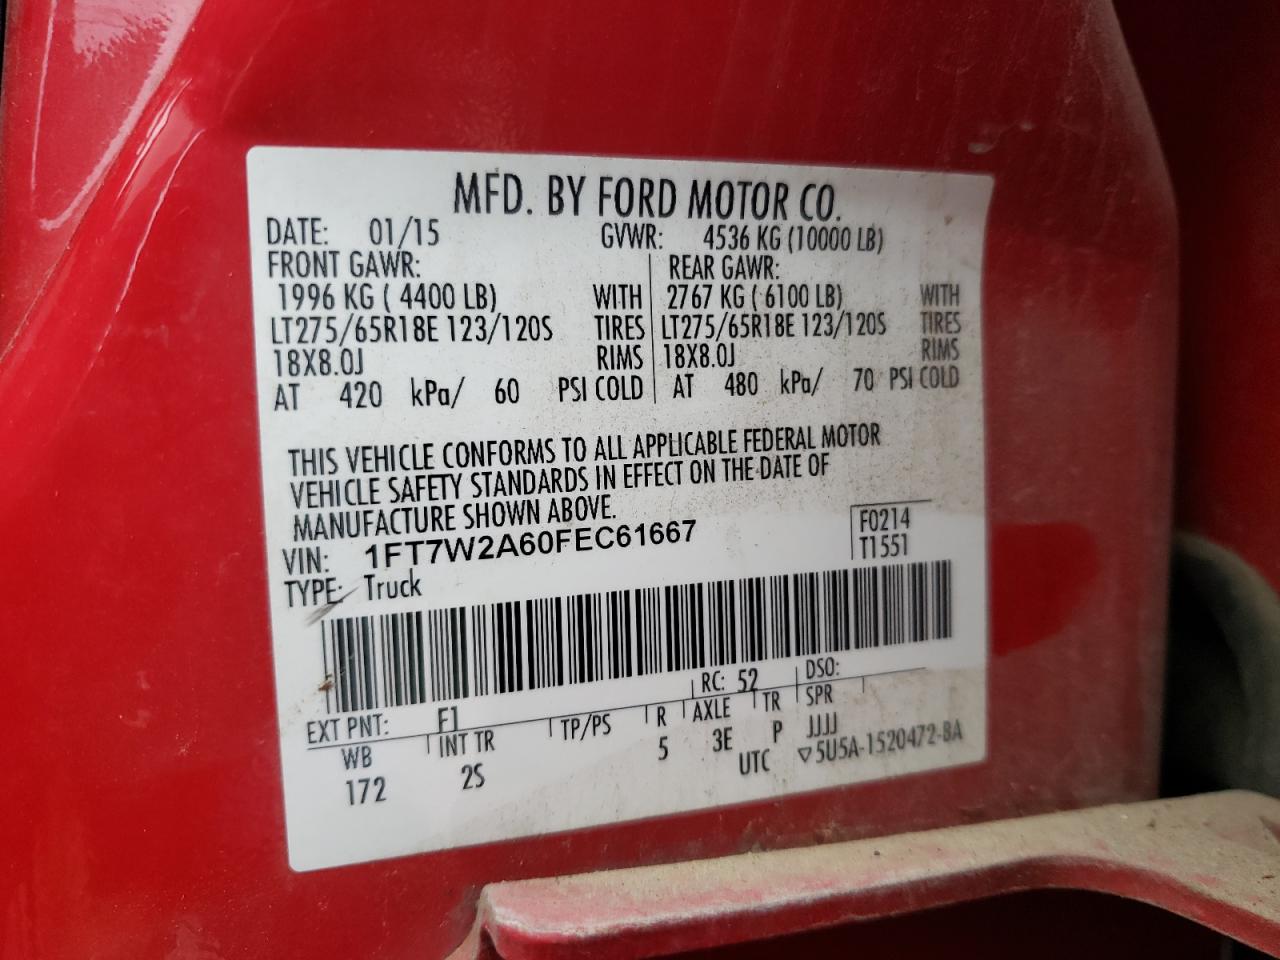 MFD. BY FORD MOTOR CO.
DATE: 01/15 GVWR: 4536 KG (10000 LB)
FRONT GAWR: REAR GAWR:
1996 KG ( 4400 LB) WITH 2767 KG ( 6100 LB) WITH
LT275/65R18E 123/120S TIRES LT275/65R18E 123/120S TIRES
18X8.0J RIMS 18X8.0J RIMS
AT 420 kPa/ 60 PSI COLD AT 480 kPa/ 70 PSI COLD
THIS VEHICLE CONFORMS TO ALL APPLICABLE FEDERAL MOTOR
VEHICLE SAFETY STANDARDS IN EFFECT ON THE DATE OF
MANUFACTURE SHOWN ABOVE.
VIN: 1FT7W2A60FEC61667 F0214
TYPE: Truck T1551
EXT PNT: F1 RC: 52 DSO:
WB INT TR TP/PS R AXLE TR SPR
172 2S 5 3E P JJJJ
UTC ▽5U5A-1520472-BA